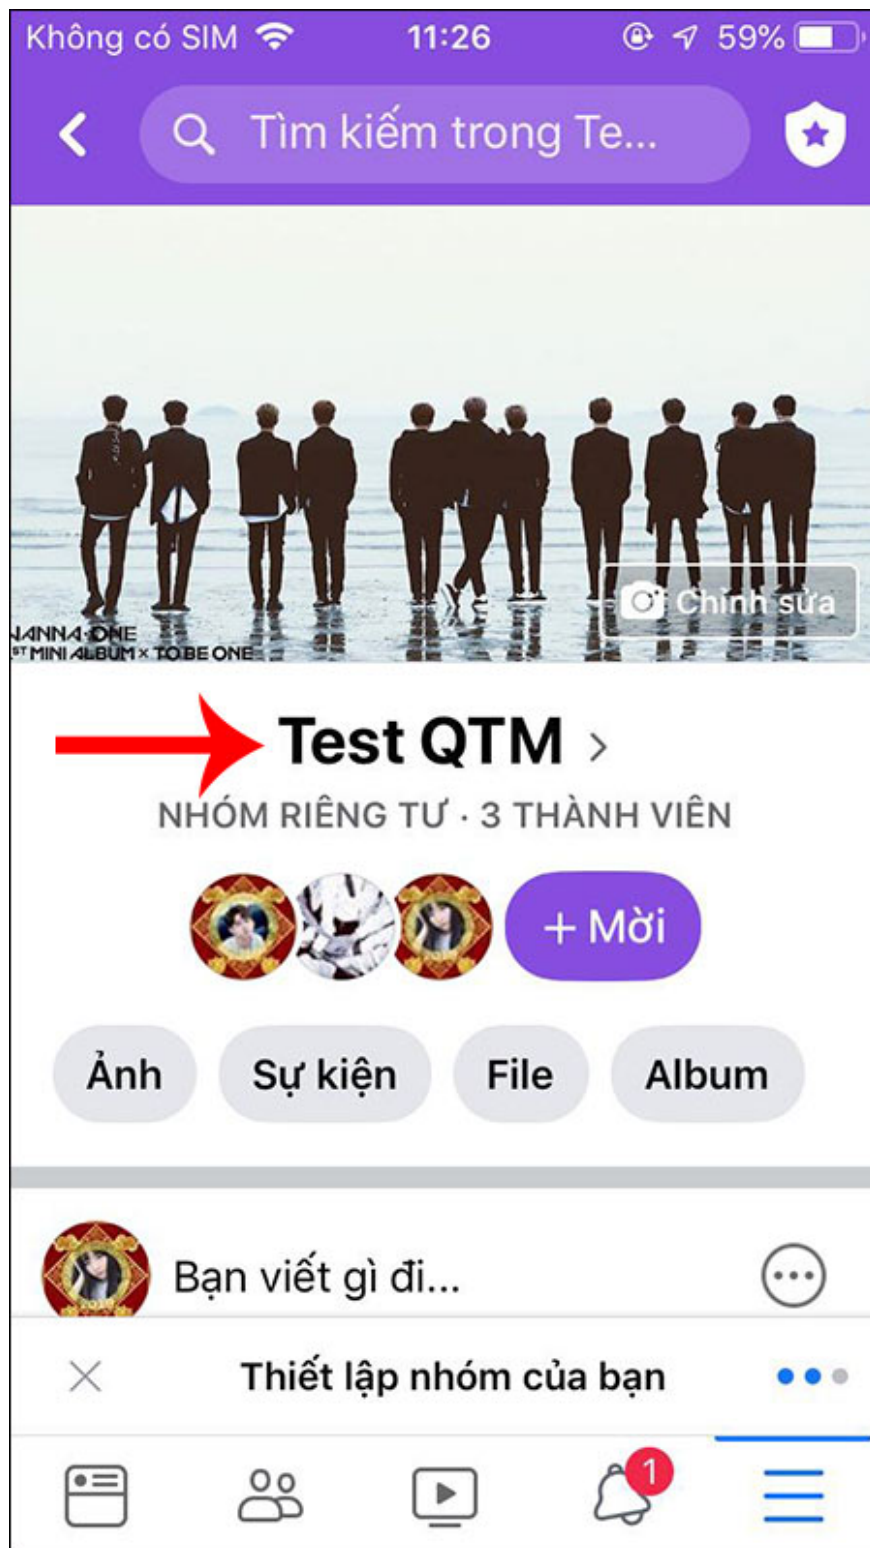 Không có SIM 11:26 59%
Tìm kiếm trong Te...
Chỉnh sửa
WANNA·ONE
1ST MINI ALBUM × TO BE ONE
Test QTM >
NHÓM RIÊNG TƯ · 3 THÀNH VIÊN
+ Mời
Ảnh Sự kiện File Album
Bạn viết gì đi...
Thiết lập nhóm của bạn
1